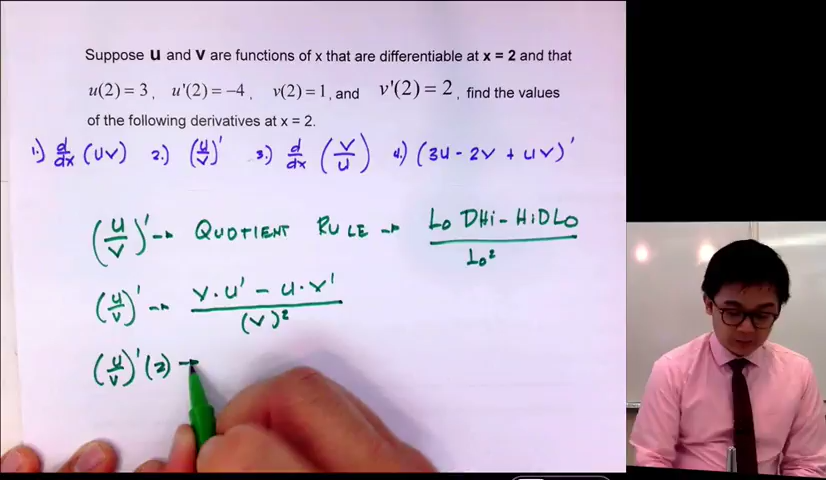 Suppose u and v are functions of x that are differentiable at x = 2 and that
u(2) = 3, u'(2) = −4, v(2) = 1, and v'(2) = 2, find the values
of the following derivatives at x = 2.
1.) d/dx (uv) 2.) (u/v)' 3.) d/dx (v/u) 4.) (3u - 2v + uv)'
(u/v)' → QUOTIENT RULE → Lo DHi - HiDLo / Lo²
(u/v)' → v·u' - u·v' / (v)²
(u/v)'(2) →